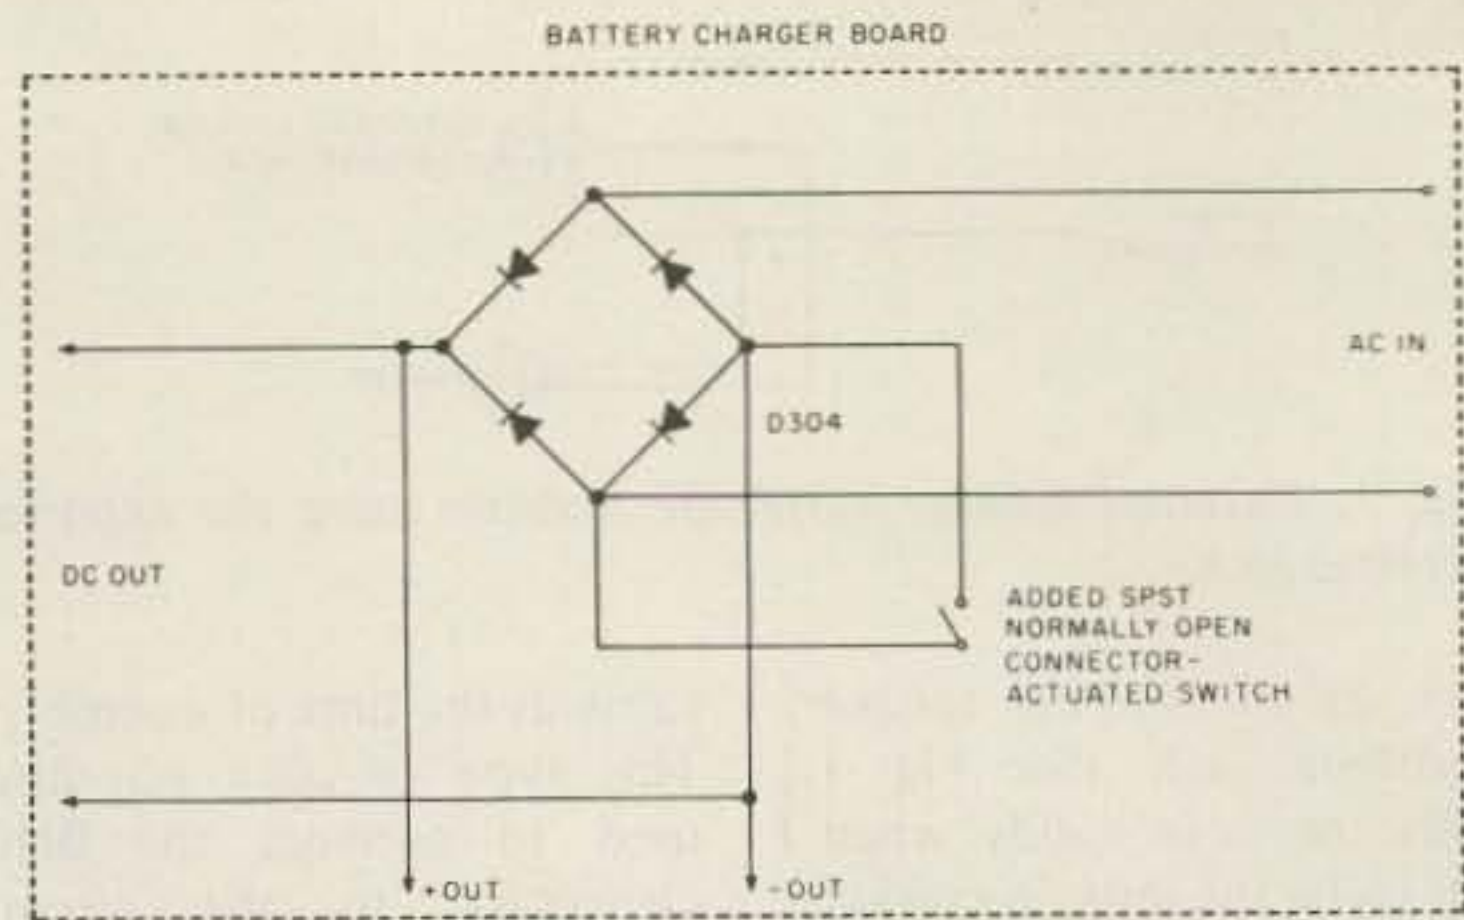 BATTERY CHARGER BOARD
AC IN
D304
DC OUT
ADDED SPST
NORMALLY OPEN
CONNECTOR-
ACTUATED SWITCH
+OUT
-OUT